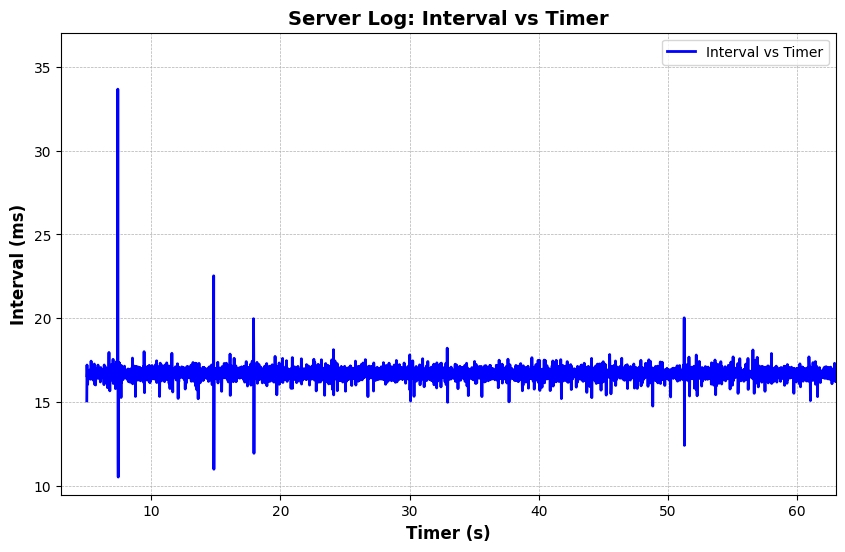 Server Log: Interval vs Timer
Interval vs Timer
35
30
25
20
15
10
Interval (ms)
10 20 30 40 50 60
Timer (s)